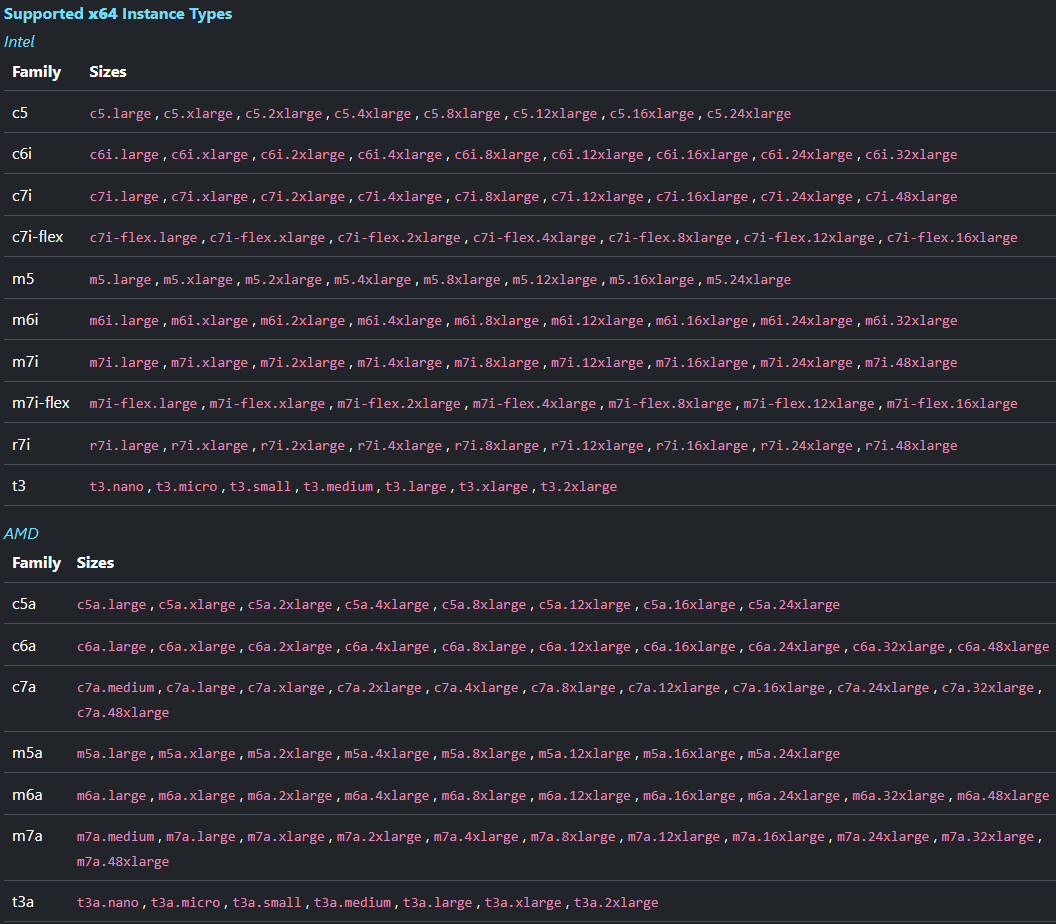 Supported x64 Instance Types
Intel
Family Sizes
c5 c5.large, c5.xlarge, c5.2xlarge, c5.4xlarge, c5.8xlarge, c5.12xlarge, c5.16xlarge, c5.24xlarge
c6i c6i.large, c6i.xlarge, c6i.2xlarge, c6i.4xlarge, c6i.8xlarge, c6i.12xlarge, c6i.16xlarge, c6i.24xlarge, c6i.32xlarge
c7i c7i.large, c7i.xlarge, c7i.2xlarge, c7i.4xlarge, c7i.8xlarge, c7i.12xlarge, c7i.16xlarge, c7i.24xlarge, c7i.48xlarge
c7i-flex c7i-flex.large, c7i-flex.xlarge, c7i-flex.2xlarge, c7i-flex.4xlarge, c7i-flex.8xlarge, c7i-flex.12xlarge, c7i-flex.16xlarge
m5 m5.large, m5.xlarge, m5.2xlarge, m5.4xlarge, m5.8xlarge, m5.12xlarge, m5.16xlarge, m5.24xlarge
m6i m6i.large, m6i.xlarge, m6i.2xlarge, m6i.4xlarge, m6i.8xlarge, m6i.12xlarge, m6i.16xlarge, m6i.24xlarge, m6i.32xlarge
m7i m7i.large, m7i.xlarge, m7i.2xlarge, m7i.4xlarge, m7i.8xlarge, m7i.12xlarge, m7i.16xlarge, m7i.24xlarge, m7i.48xlarge
m7i-flex m7i-flex.large, m7i-flex.xlarge, m7i-flex.2xlarge, m7i-flex.4xlarge, m7i-flex.8xlarge, m7i-flex.12xlarge, m7i-flex.16xlarge
r7i r7i.large, r7i.xlarge, r7i.2xlarge, r7i.4xlarge, r7i.8xlarge, r7i.12xlarge, r7i.16xlarge, r7i.24xlarge, r7i.48xlarge
t3 t3.nano, t3.micro, t3.small, t3.medium, t3.large, t3.xlarge, t3.2xlarge
AMD
Family Sizes
c5a c5a.large, c5a.xlarge, c5a.2xlarge, c5a.4xlarge, c5a.8xlarge, c5a.12xlarge, c5a.16xlarge, c5a.24xlarge
c6a c6a.large, c6a.xlarge, c6a.2xlarge, c6a.4xlarge, c6a.8xlarge, c6a.12xlarge, c6a.16xlarge, c6a.24xlarge, c6a.32xlarge, c6a.48xlarge
c7a c7a.medium, c7a.large, c7a.xlarge, c7a.2xlarge, c7a.4xlarge, c7a.8xlarge, c7a.12xlarge, c7a.16xlarge, c7a.24xlarge, c7a.32xlarge,
c7a.48xlarge
m5a m5a.large, m5a.xlarge, m5a.2xlarge, m5a.4xlarge, m5a.8xlarge, m5a.12xlarge, m5a.16xlarge, m5a.24xlarge
m6a m6a.large, m6a.xlarge, m6a.2xlarge, m6a.4xlarge, m6a.8xlarge, m6a.12xlarge, m6a.16xlarge, m6a.24xlarge, m6a.32xlarge, m6a.48xlarge
m7a m7a.medium, m7a.large, m7a.xlarge, m7a.2xlarge, m7a.4xlarge, m7a.8xlarge, m7a.12xlarge, m7a.16xlarge, m7a.24xlarge, m7a.32xlarge,
m7a.48xlarge
t3a t3a.nano, t3a.micro, t3a.small, t3a.medium, t3a.large, t3a.xlarge, t3a.2xlarge